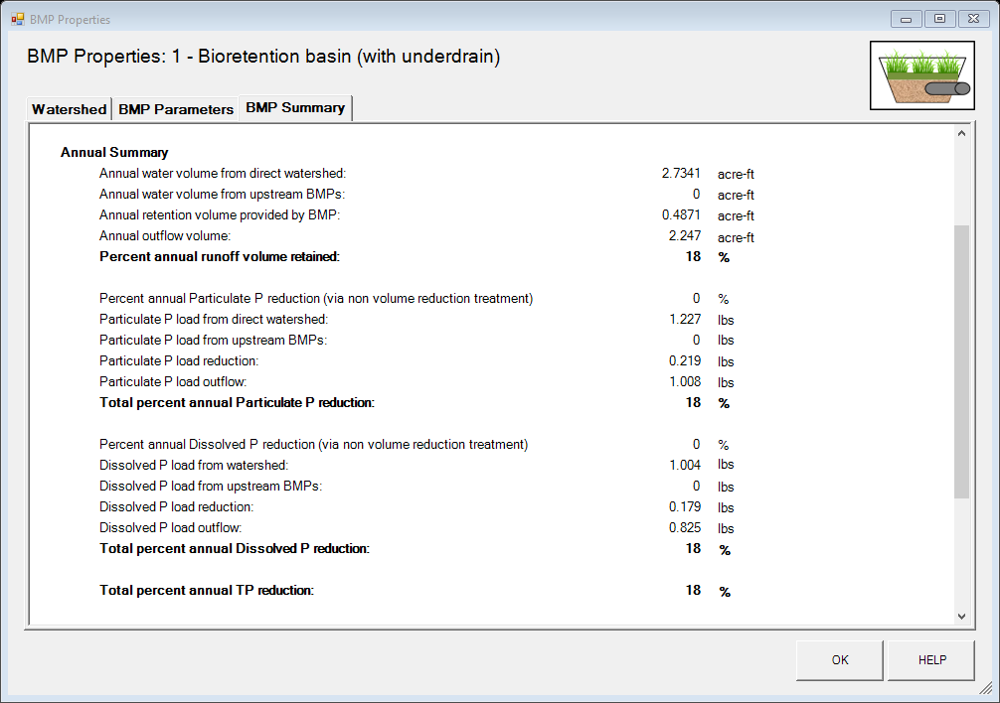 BMP Properties
BMP Properties: 1 - Bioretention basin (with underdrain)
Watershed BMP Parameters BMP Summary
Annual Summary
Annual water volume from direct watershed: 2.7341 acre-ft
Annual water volume from upstream BMPs: 0 acre-ft
Annual retention volume provided by BMP: 0.4871 acre-ft
Annual outflow volume: 2.247 acre-ft
Percent annual runoff volume retained: 18 %
Percent annual Particulate P reduction (via non volume reduction treatment) 0 %
Particulate P load from direct watershed: 1.227 lbs
Particulate P load from upstream BMPs: 0 lbs
Particulate P load reduction: 0.219 lbs
Particulate P load outflow: 1.008 lbs
Total percent annual Particulate P reduction: 18 %
Percent annual Dissolved P reduction (via non volume reduction treatment) 0 %
Dissolved P load from watershed: 1.004 lbs
Dissolved P load from upstream BMPs: 0 lbs
Dissolved P load reduction: 0.179 lbs
Dissolved P load outflow: 0.825 lbs
Total percent annual Dissolved P reduction: 18 %
Total percent annual TP reduction: 18 %
OK HELP